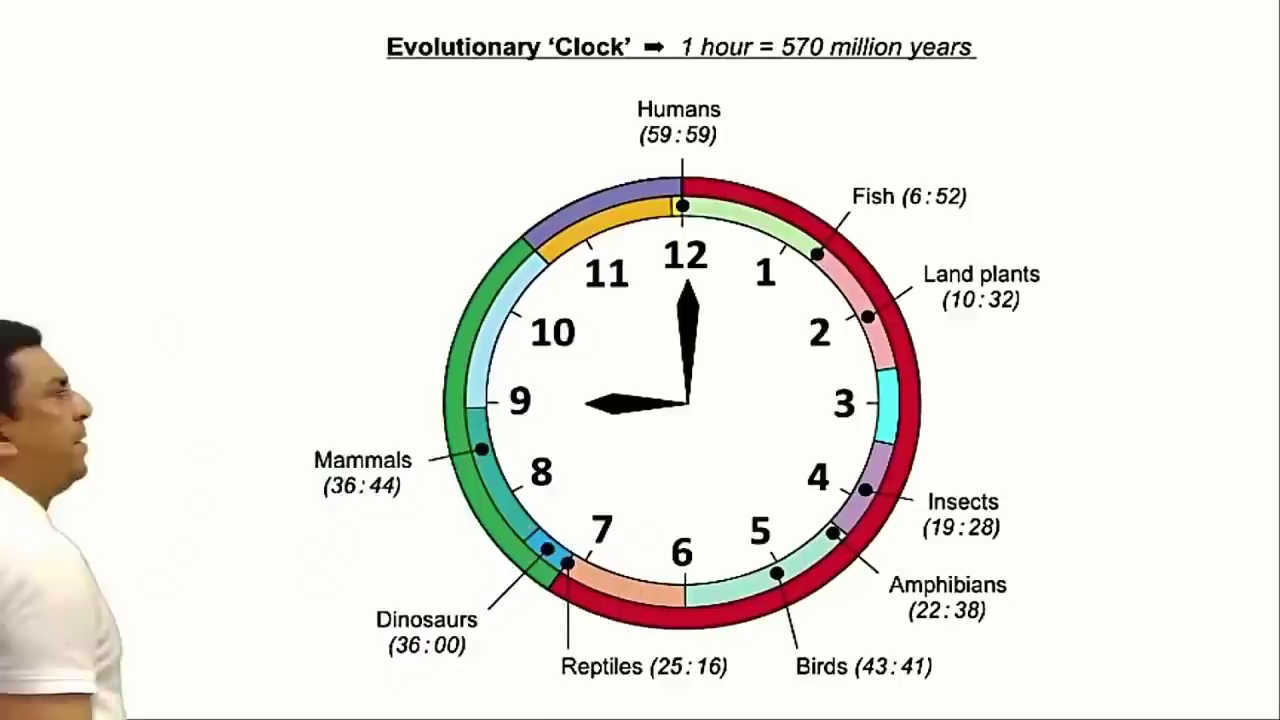 Evolutionary ‘Clock’ ➡ 1 hour = 570 million years
Humans
(59:59)
Fish (6:52)
Land plants
(10:32)
12
1
2
3
4
5
6
7
8
9
10
11
Insects
(19:28)
Amphibians
(22:38)
Birds (43:41)
Reptiles (25:16)
Dinosaurs
(36:00)
Mammals
(36:44)